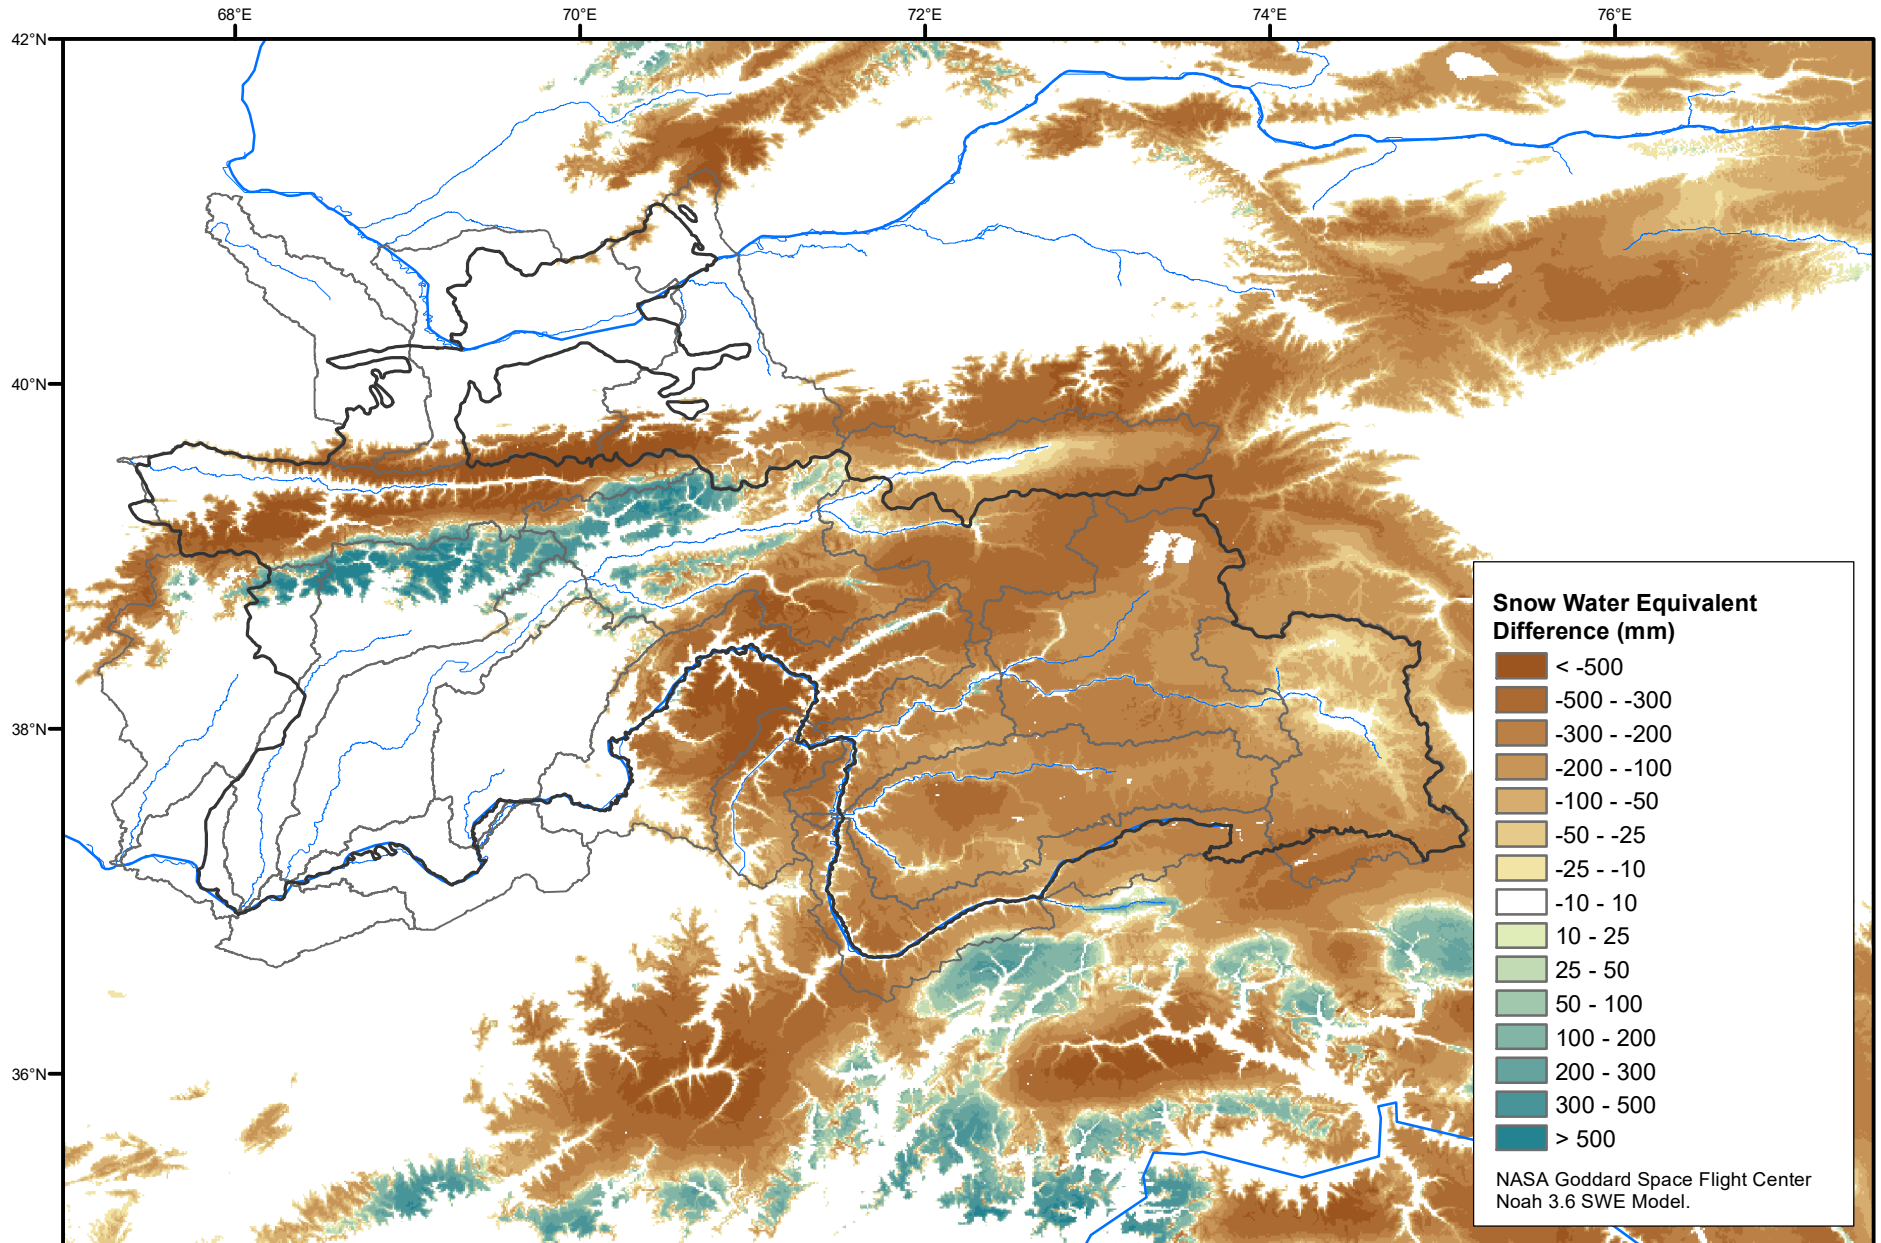 68°E
70°E
72°E
74°E
76°E
42°N
40°N
38°N
36°N
Snow Water Equivalent
Difference (mm)
< -500
-500 - -300
-300 - -200
-200 - -100
-100 - -50
-50 - -25
-25 - -10
-10 - 10
10 - 25
25 - 50
50 - 100
100 - 200
200 - 300
300 - 500
> 500
NASA Goddard Space Flight Center
Noah 3.6 SWE Model.